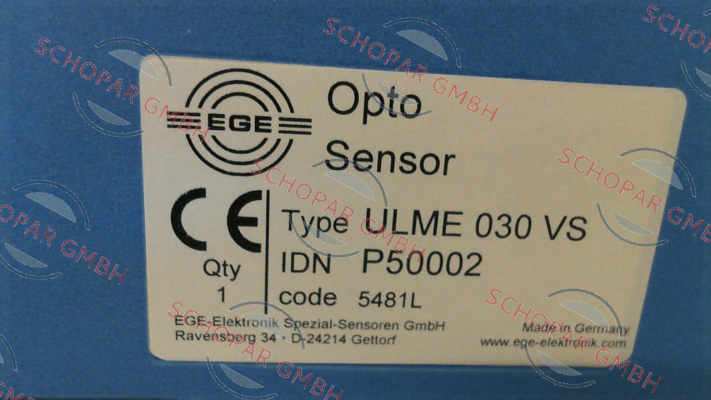 EGE
Opto
Sensor
CE
Type ULME 030 VS
Qty
1
IDN P50002
code 5481L
EGE-Elektronik Spezial-Sensoren GmbH
Ravensberg 34 • D-24214 Gettorf
Made in Germany
www.ege-elektronik.com
SCHOPAR GMBH
SCHOPAR GMBH
SCHOPAR GMBH
SCHOPAR GMBH
SCHOPAR GMBH
SCHOPAR GMBH
SCHOPAR GMBH
SCHOPAR GMBH
SCHOPAR GMBH